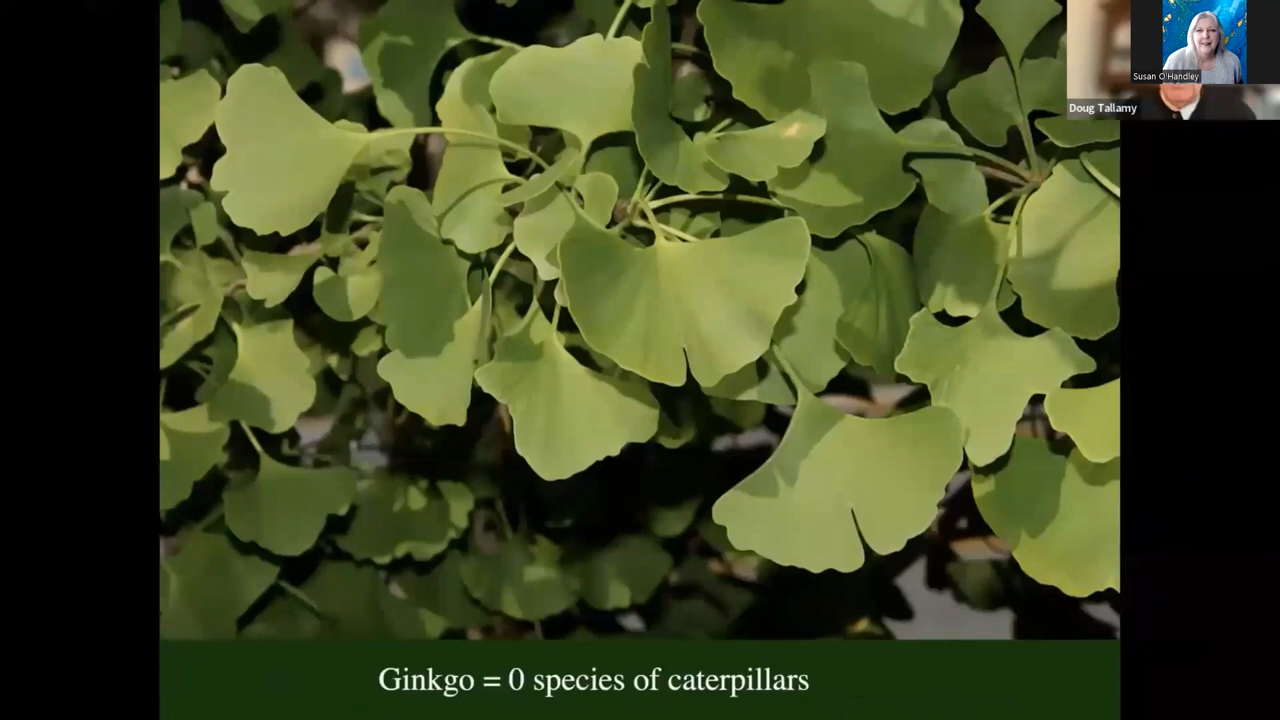 Susan O'Handley
Doug Tallamy
Ginkgo = 0 species of caterpillars